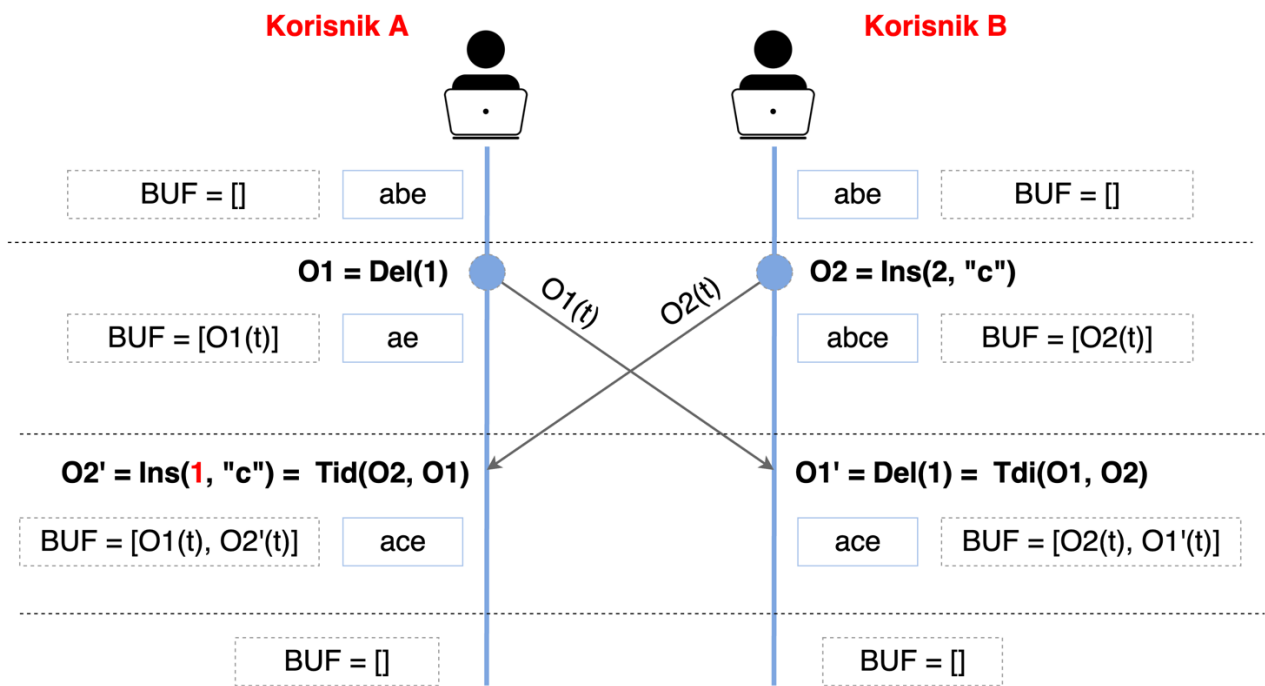 Korisnik A Korisnik B
BUF = [] abe abe BUF = []
O1 = Del(1) O2 = Ins(2, "c")
O1(t) O2(t)
BUF = [O1(t)] ae abce BUF = [O2(t)]
O2' = Ins(1, "c") = Tid(O2, O1) O1' = Del(1) = Tdi(O1, O2)
BUF = [O1(t), O2'(t)] ace ace BUF = [O2(t), O1'(t)]
BUF = [] BUF = []